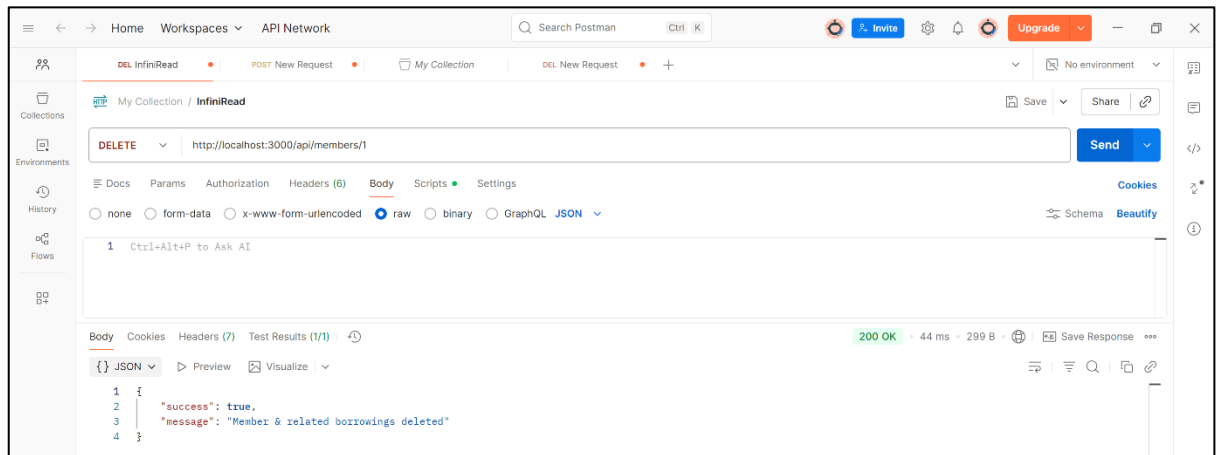 Home Workspaces API Network Search Postman Ctrl K Invite Upgrade
DEL InfiniRead POST New Request My Collection DEL New Request No environment
HTTP My Collection / InfiniRead Save Share
Collections
DELETE http://localhost:3000/api/members/1 Send
Environments
Docs Params Authorization Headers (6) Body Scripts Settings Cookies
History
none form-data x-www-form-urlencoded raw binary GraphQL JSON Schema Beautify
Flows
1 Ctrl+Alt+P to Ask AI
Body Cookies Headers (7) Test Results (1/1) 200 OK 44 ms 299 B Save Response
{} JSON Preview Visualize
1 {
2 "success": true,
3 "message": "Member & related borrowings deleted"
4 }